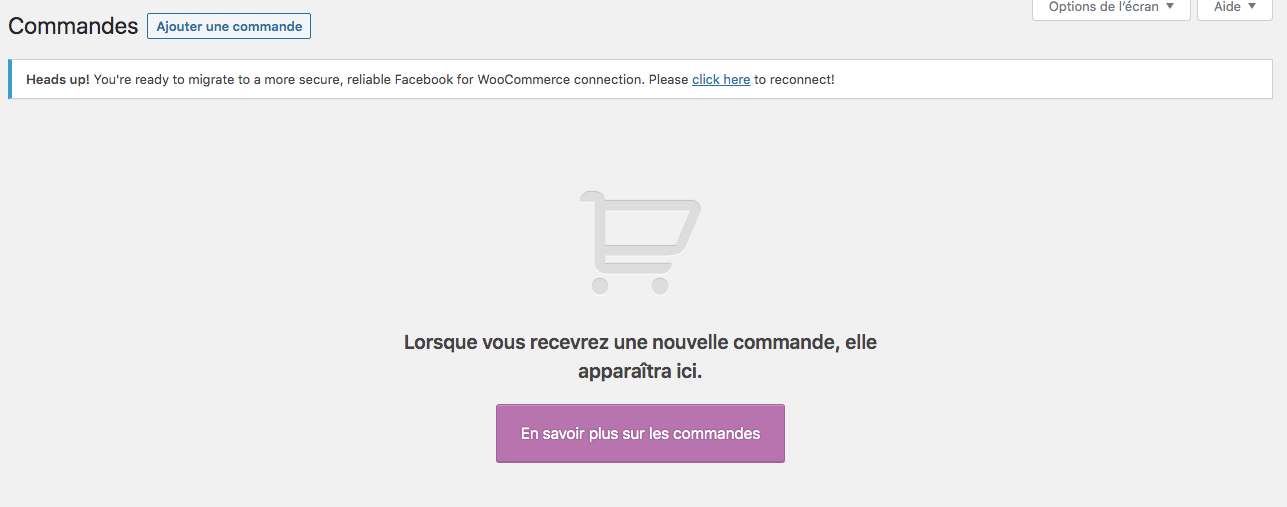 Options de l'écran
Aide
Commandes
Ajouter une commande
Heads up! You're ready to migrate to a more secure, reliable Facebook for WooCommerce connection. Please click here to reconnect!
Lorsque vous recevrez une nouvelle commande, elle
apparaîtra ici.
En savoir plus sur les commandes